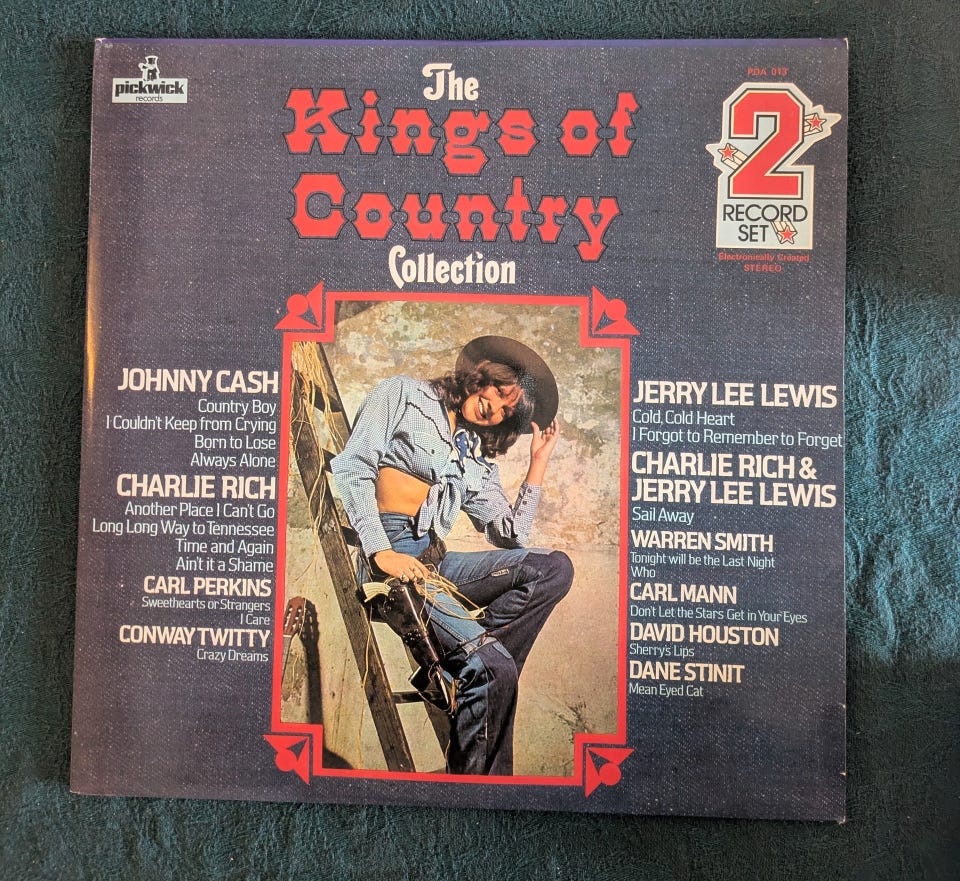 pickwick
records
The
Kings of
Country
Collection
PDA 013
2
RECORD
SET
Electronically Created
STEREO
JOHNNY CASH
Country Boy
I Couldn't Keep from Crying
Born to Lose
Always Alone
CHARLIE RICH
Another Place I Can't Go
Long Long Way to Tennessee
Time and Again
Ain't it a Shame
CARL PERKINS
Sweethearts or Strangers
I Care
CONWAY TWITTY
Crazy Dreams
JERRY LEE LEWIS
Cold, Cold Heart
I Forgot to Remember to Forget
CHARLIE RICH &
JERRY LEE LEWIS
Sail Away
WARREN SMITH
Tonight will be the Last Night
Who
CARL MANN
Don't Let the Stars Get in Your Eyes
DAVID HOUSTON
Sherry's Lips
DANE STINIT
Mean Eyed Cat